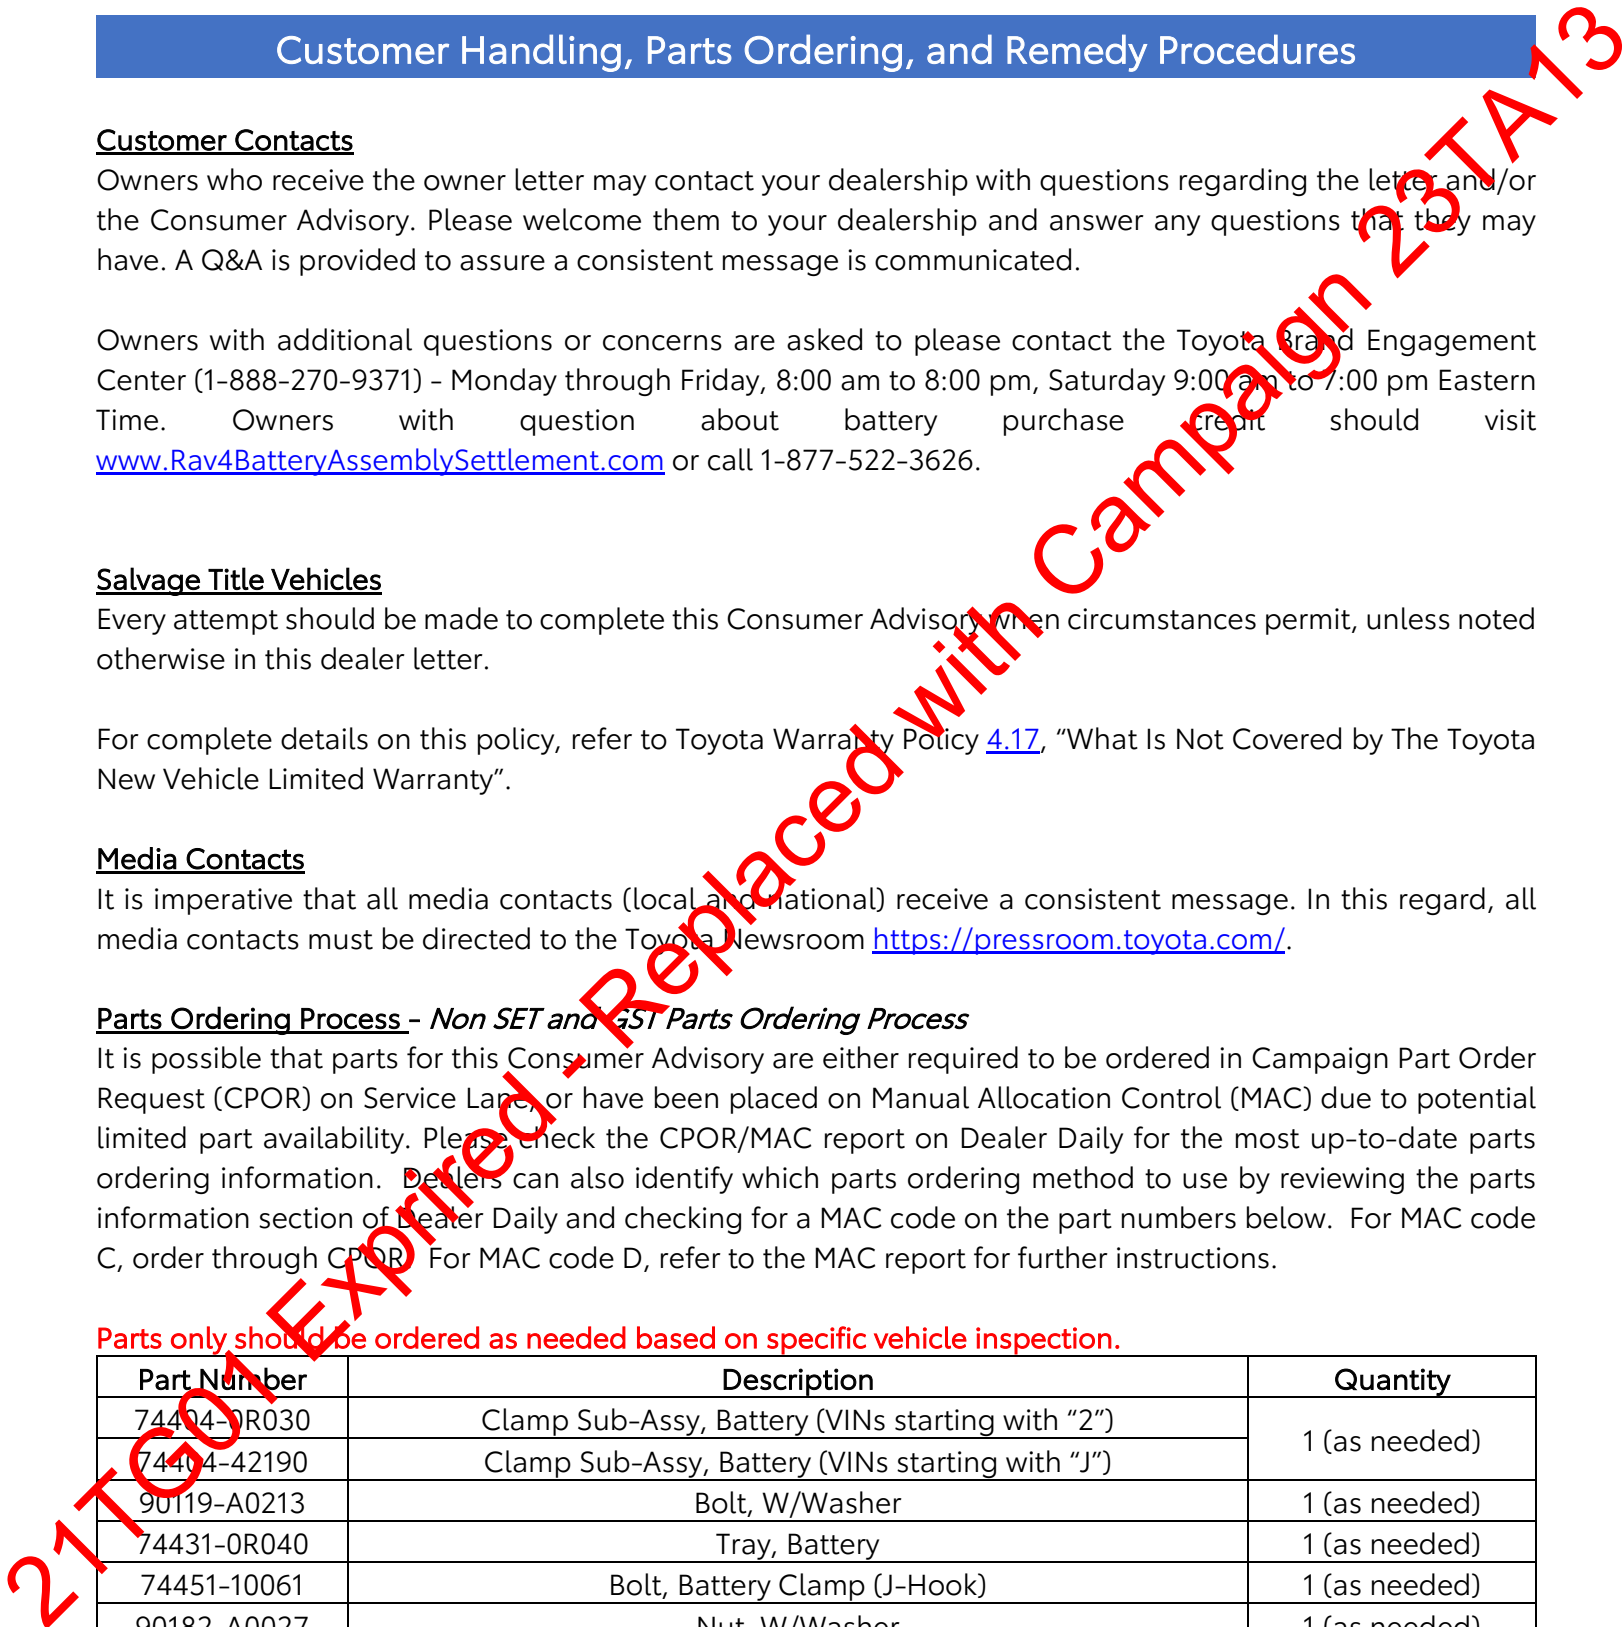 Customer Handling, Parts Ordering, and Remedy Procedures
Customer Contacts
Owners who receive the owner letter may contact your dealership with questions regarding the letter and/or
the Consumer Advisory. Please welcome them to your dealership and answer any questions that they may
have. A Q&A is provided to assure a consistent message is communicated.
Owners with additional questions or concerns are asked to please contact the Toyota Brand Engagement
Center (1-888-270-9371) - Monday through Friday, 8:00 am to 8:00 pm, Saturday 9:00 am to 7:00 pm Eastern
Time. Owners with question about battery purchase credit should visit
www.Rav4BatteryAssemblySettlement.com or call 1-877-522-3626.
Salvage Title Vehicles
Every attempt should be made to complete this Consumer Advisory when circumstances permit, unless noted
otherwise in this dealer letter.
For complete details on this policy, refer to Toyota Warranty Policy 4.17, “What Is Not Covered by The Toyota
New Vehicle Limited Warranty”.
Media Contacts
It is imperative that all media contacts (local and national) receive a consistent message. In this regard, all
media contacts must be directed to the Toyota Newsroom https://pressroom.toyota.com/.
Parts Ordering Process - Non SET and GST Parts Ordering Process
It is possible that parts for this Consumer Advisory are either required to be ordered in Campaign Part Order
Request (CPOR) on Service Lane, or have been placed on Manual Allocation Control (MAC) due to potential
limited part availability. Please check the CPOR/MAC report on Dealer Daily for the most up-to-date parts
ordering information. Dealers can also identify which parts ordering method to use by reviewing the parts
information section of Dealer Daily and checking for a MAC code on the part numbers below. For MAC code
C, order through CPOR. For MAC code D, refer to the MAC report for further instructions.
Parts only should be ordered as needed based on specific vehicle inspection.
Part Number Description Quantity
74404-0R030 Clamp Sub-Assy, Battery (VINs starting with “2”) 1 (as needed)
74404-42190 Clamp Sub-Assy, Battery (VINs starting with “J”)
90119-A0213 Bolt, W/Washer 1 (as needed)
74431-0R040 Tray, Battery 1 (as needed)
74451-10061 Bolt, Battery Clamp (J-Hook) 1 (as needed)
90182-A0027 Nut, W/Washer 1 (as needed)
21TG01 Exprired - Replaced with Campaign 23TA13